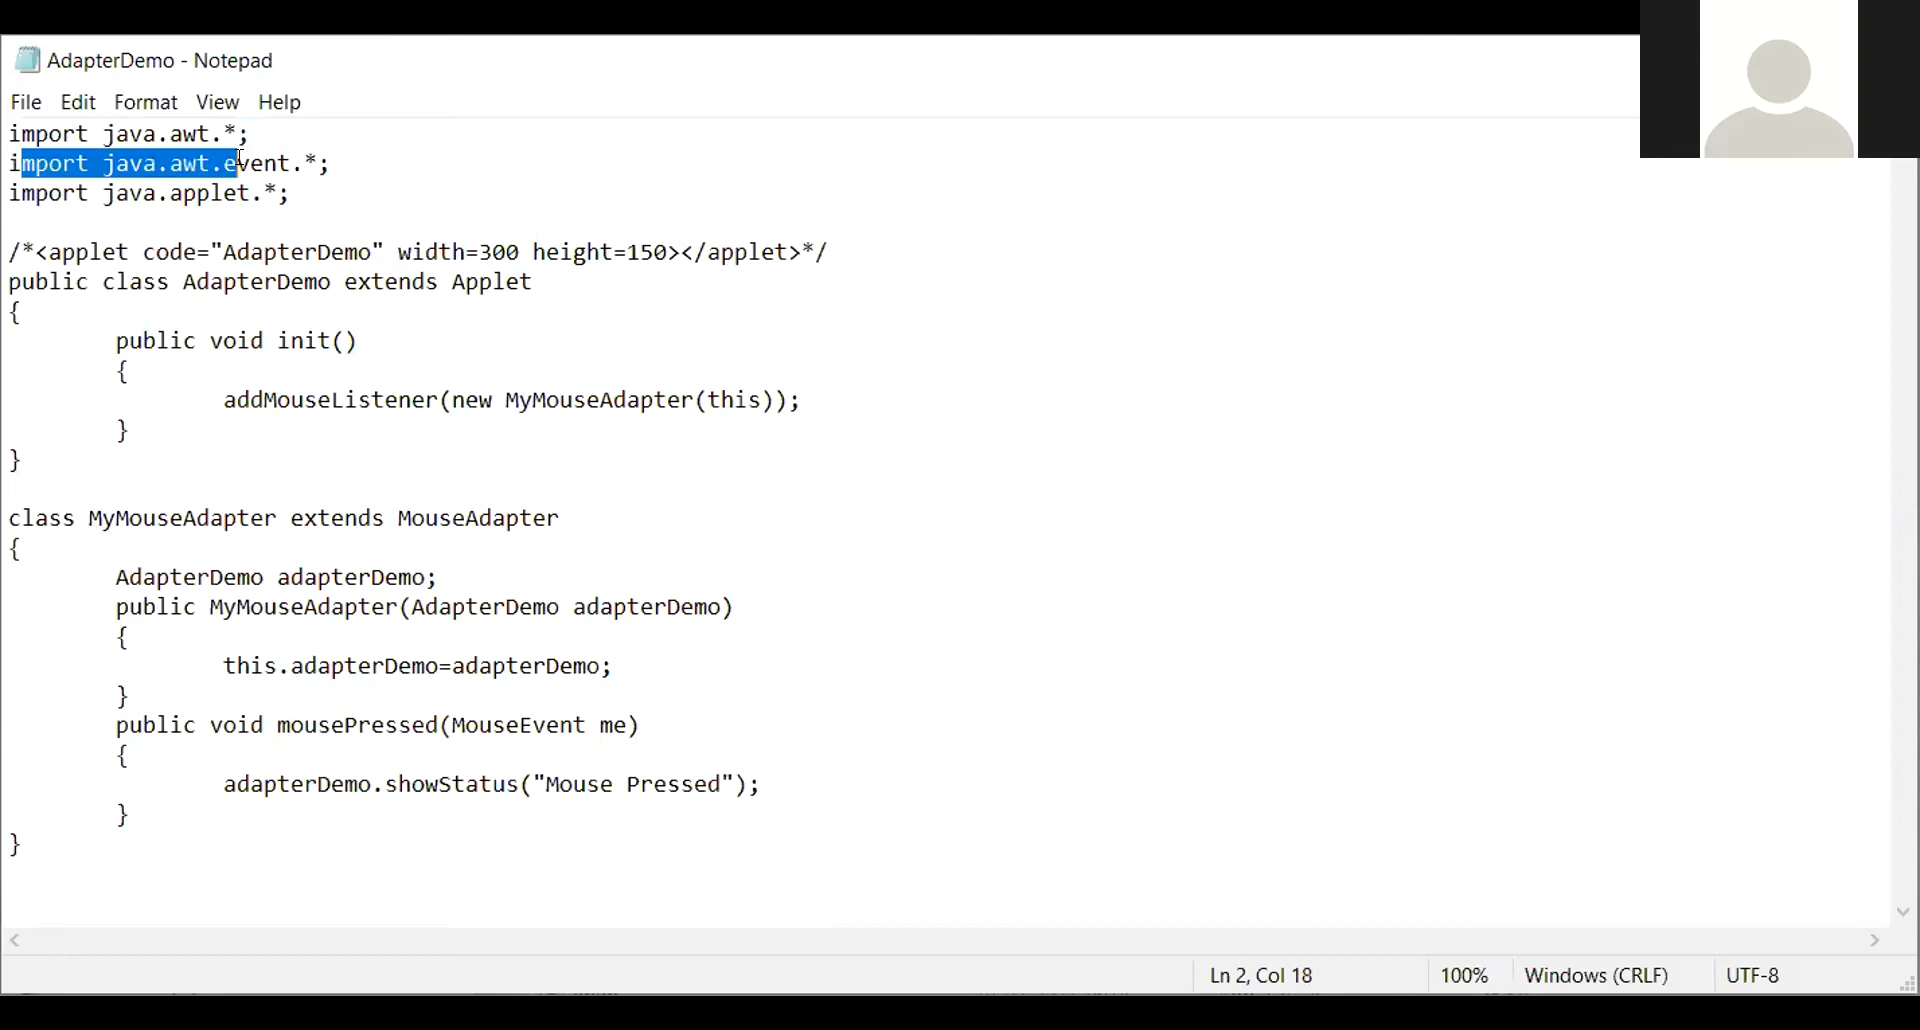 AdapterDemo - Notepad
File Edit Format View Help
import java.awt.*;
import java.awt.event.*;
import java.applet.*;
/*<applet code="AdapterDemo" width=300 height=150></applet>*/
public class AdapterDemo extends Applet
{
public void init()
{
addMouseListener(new MyMouseAdapter(this));
}
}
class MyMouseAdapter extends MouseAdapter
{
AdapterDemo adapterDemo;
public MyMouseAdapter(AdapterDemo adapterDemo)
{
this.adapterDemo=adapterDemo;
}
public void mousePressed(MouseEvent me)
{
adapterDemo.showStatus("Mouse Pressed");
}
}
Ln 2, Col 18 100% Windows (CRLF) UTF-8